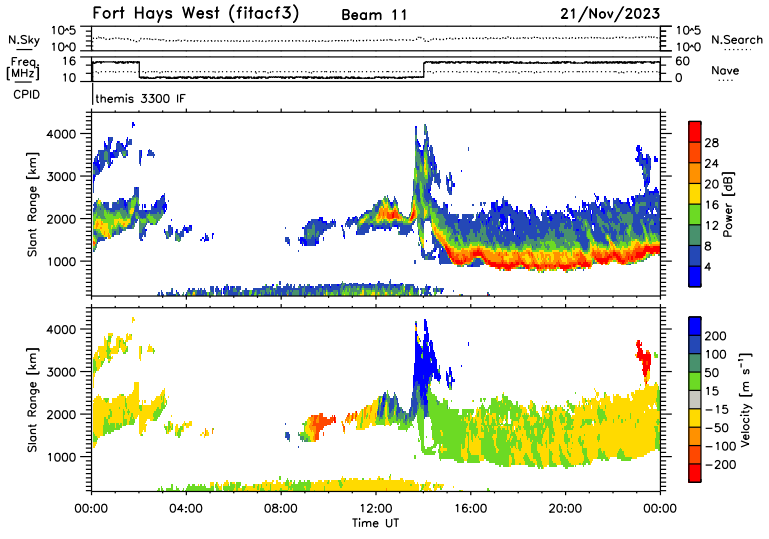 Fort Hays West (fitacf3) Beam 11 21/Nov/2023
N.Sky 10^5 10^0 10^5 10^0 N.Search
Freq. [MHz] 16 10 60 0 Nave
CPID themis 3300 IF
Slant Range [km] 4000 3000 2000 1000
Power [dB] 28 24 20 16 12 8 4
Slant Range [km] 4000 3000 2000 1000
Velocity [m s⁻¹] 200 100 50 15 -15 -50 -100 -200
00:00 04:00 08:00 12:00 16:00 20:00 00:00
Time UT